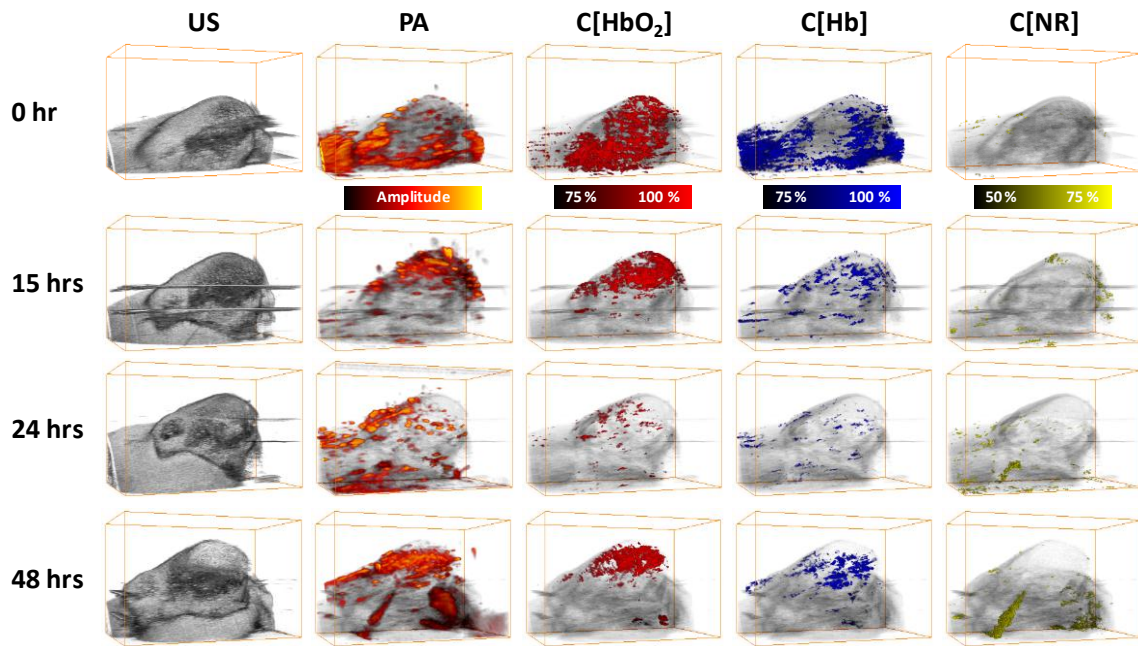 US PA C[HbO₂] C[Hb] C[NR]
0 hr
Amplitude 75 % 100 % 75 % 100 % 50 % 75 %
15 hrs
24 hrs
48 hrs